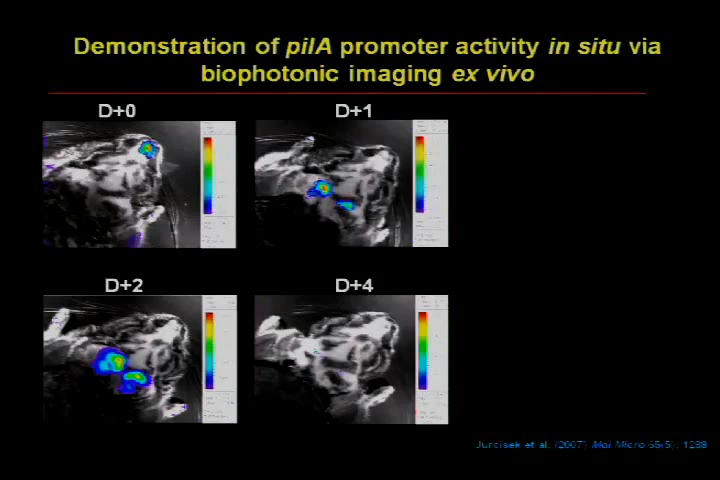 Demonstration of pilA promoter activity in situ via
biophotonic imaging ex vivo
D+0
D+1
D+2
D+4
Jurcisek et al. (2007) Mol Micro 65(5): 1288